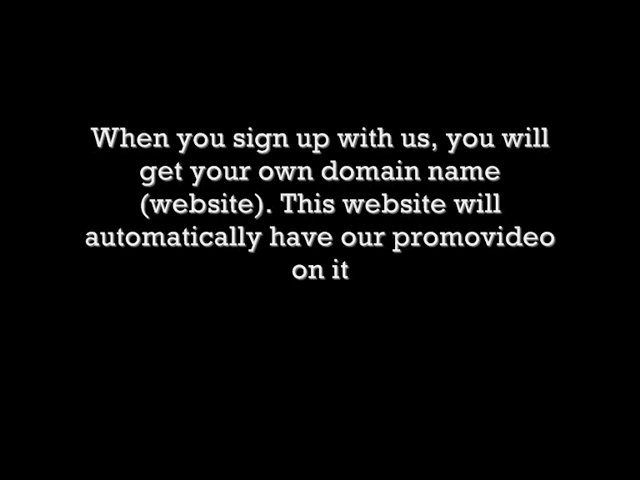 When you sign up with us, you will
get your own domain name
(website). This website will
automatically have our promovideo
on it